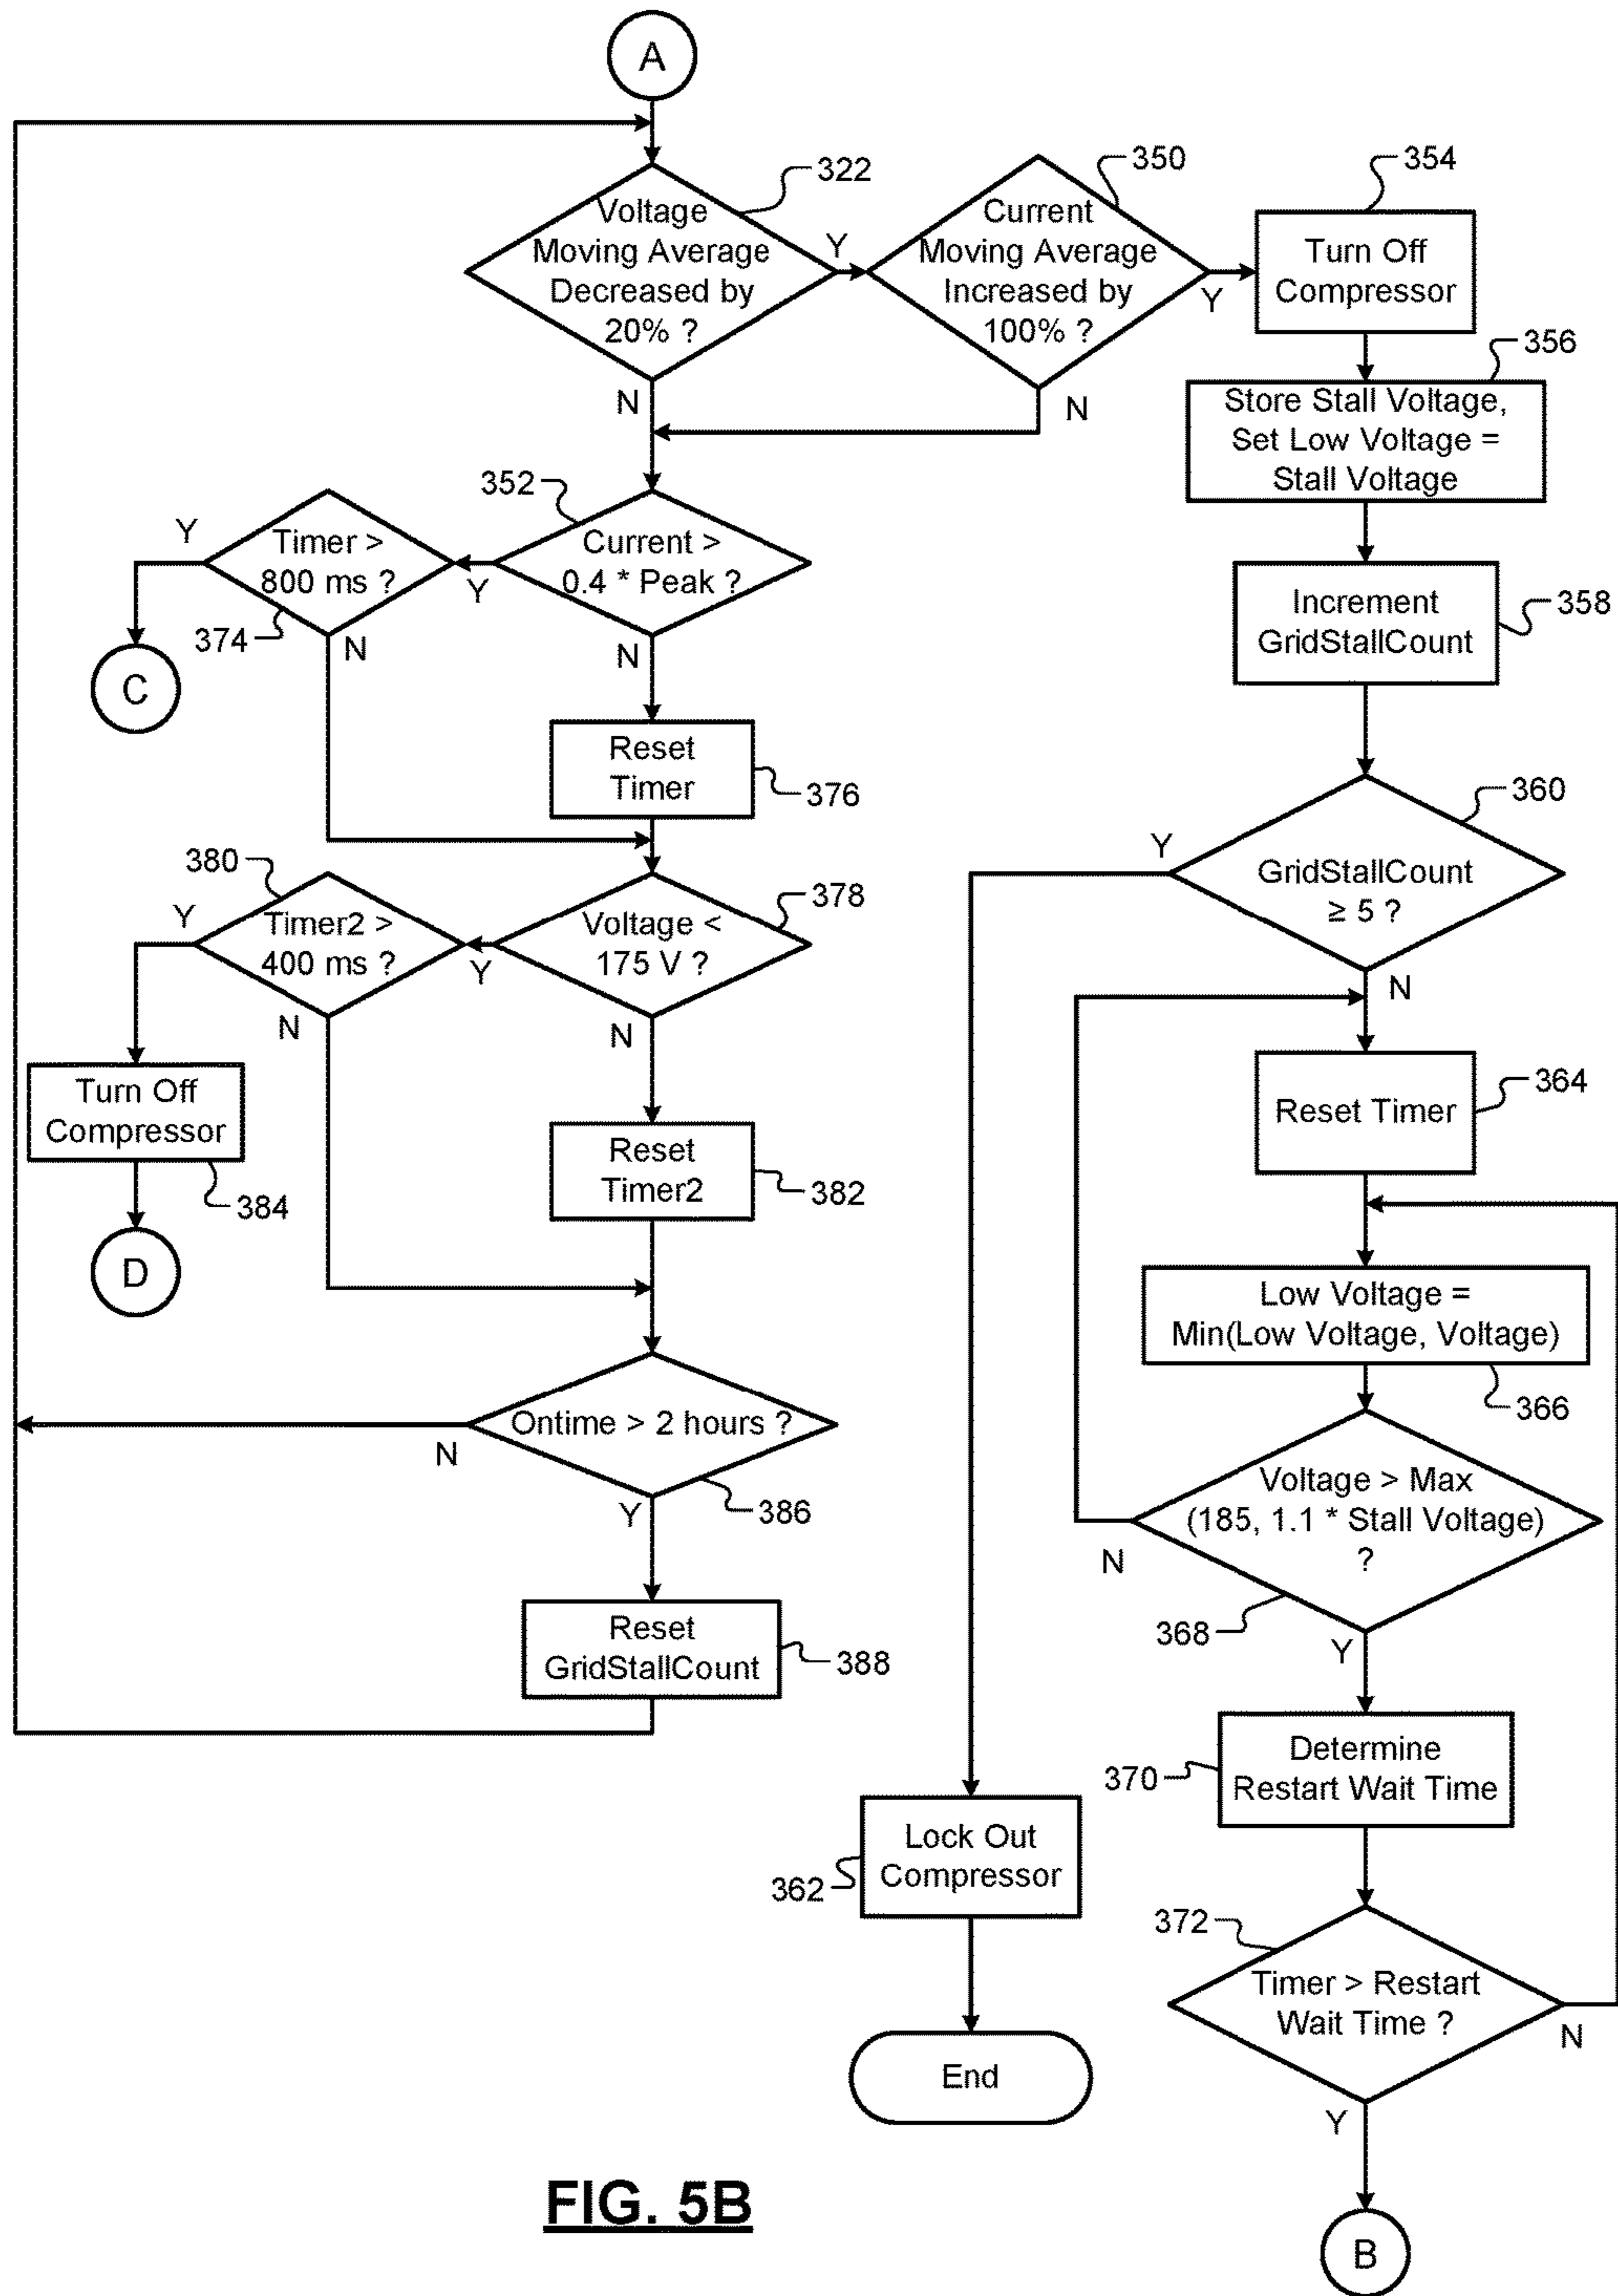 A
Voltage
Moving Average
Decreased by
20% ?
322
Y
N
Current
Moving Average
Increased by
100% ?
350
Y
N
Turn Off
Compressor
354
Store Stall Voltage,
Set Low Voltage =
Stall Voltage
356
Increment
GridStallCount
358
GridStallCount
≥ 5 ?
360
Y
N
Current >
0.4 * Peak ?
352
Y
N
Timer >
800 ms ?
374
Y
N
C
Reset
Timer
376
Voltage <
175 V ?
378
Y
N
Timer2 >
400 ms ?
380
Y
N
Turn Off
Compressor
384
D
Reset
Timer2
382
Ontime > 2 hours ?
386
N
Y
Reset
GridStallCount
388
Reset Timer
364
Low Voltage =
Min(Low Voltage, Voltage)
366
Voltage > Max
(185, 1.1 * Stall Voltage)
?
368
N
Y
Determine
Restart Wait Time
370
Lock Out
Compressor
362
End
Timer > Restart
Wait Time ?
372
N
Y
B
FIG. 5B